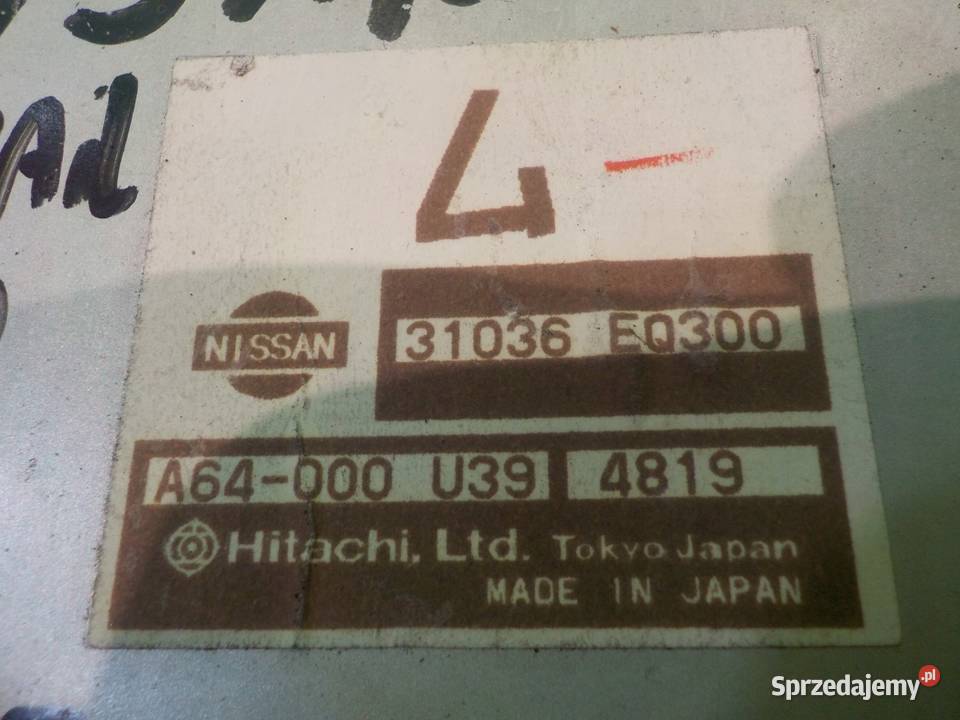 4
NISSAN
31036 EQ300
A64-000 U39 4819
Hitachi, Ltd. Tokyo Japan
MADE IN JAPAN
Sprzedajemy.pl